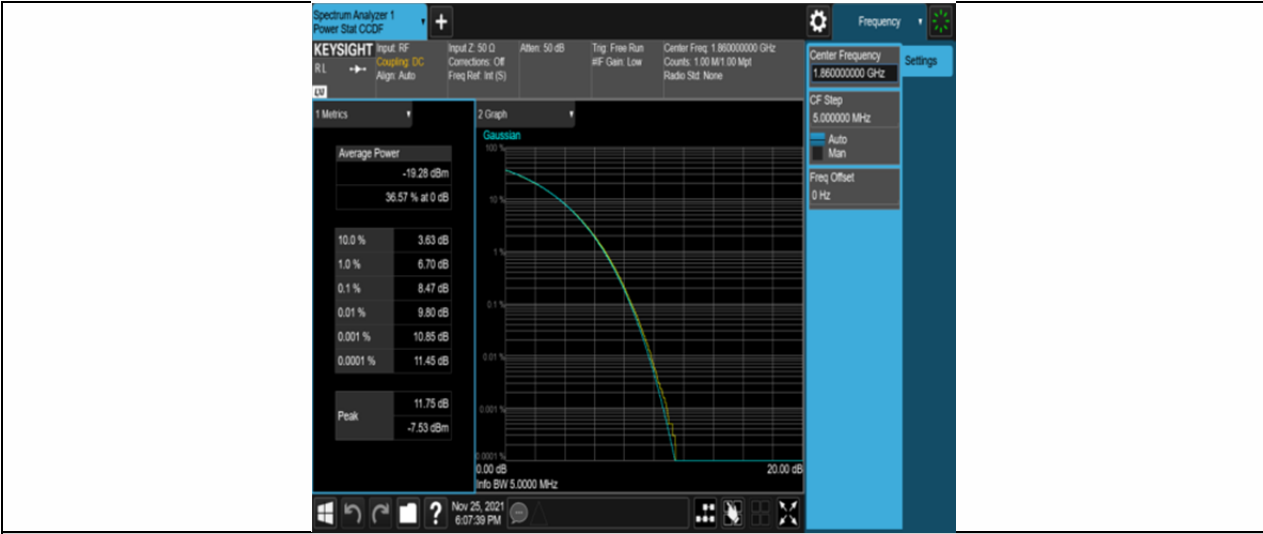 Spectrum Analyzer 1
Power Stat CCDF
Frequency
KEYSIGHT
Input: RF
Coupling: DC
Align: Auto
Input Z: 50 Ω
Corrections: Off
Freq Ref: Int (S)
Atten: 50 dB
Trig: Free Run
#IF Gain: Low
Center Freq: 1.860000000 GHz
Counts: 1.00 M/1.00 Mpt
Radio Std: None
R L
LV
Center Frequency
1.860000000 GHz
Settings
CF Step
5.000000 MHz
Auto
Man
Freq Offset
0 Hz
1 Metrics
Average Power
-19.28 dBm
36.57 % at 0 dB
10.0 % 3.63 dB
1.0 % 6.70 dB
0.1 % 8.47 dB
0.01 % 9.80 dB
0.001 % 10.85 dB
0.0001 % 11.45 dB
Peak
11.75 dB
-7.53 dBm
2 Graph
Gaussian
100 %
10 %
1 %
0.1 %
0.01 %
0.001 %
0.0001 %
0.00 dB 20.00 dB
Info BW 5.0000 MHz
?
Nov 25, 2021
6:07:39 PM